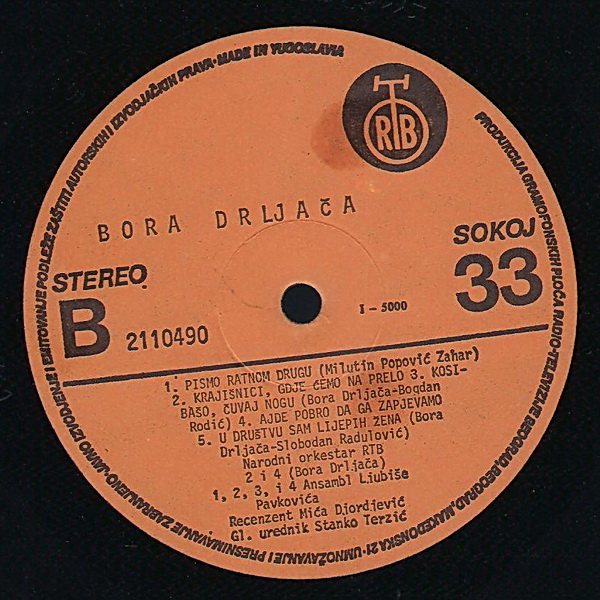 PRODUKCIJA GRAMOFONSKIH PLOČA RADIO-TELEVIZIJE BEOGRAD, BEOGRAD, MAKEDONSKA 21 · UMNOŽAVANJE I PRESNIMAVANJE ZABRANJENO · JAVNO IZVODJENJE I EMITOVANJE PODLEŽE ZAŠTITI AUTORSKIH I IZVODJAČKIH PRAVA · MADE IN YUGOSLAVIA
RTB
BORA DRLJAČA
STEREO
SOKOJ
B
33
2110490
I - 5000
1. PISMO RATNOM DRUGU (Milutin Popović Zahar)
2. KRAJIŠNICI, GDJE ĆEMO NA PRELO 3. KOSI-
BAŠO, ČUVAJ NOGU (Bora Drljača-Bogdan
Rodić) 4. AJDE POBRO DA GA ZAPJEVAMO
5. U DRUŠTVU SAM LIJEPIH ŽENA (Bora
Drljača-Slobodan Radulović)
Narodni orkestar RTB
2 i 4 (Bora Drljača)
1, 2, 3, i 4 Ansambl Ljubiše
Pavkovića
Recenzent Mića Djordjević
Gl. urednik Stanko Terzić